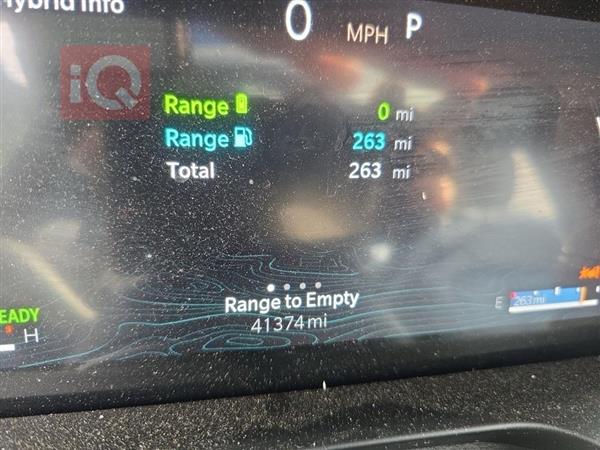 Hybrid Info
0 MPH P
iQ
Range 0 mi
Range 263 mi
Total 263 mi
Range to Empty
41374 mi
READY
H
E 263 mi